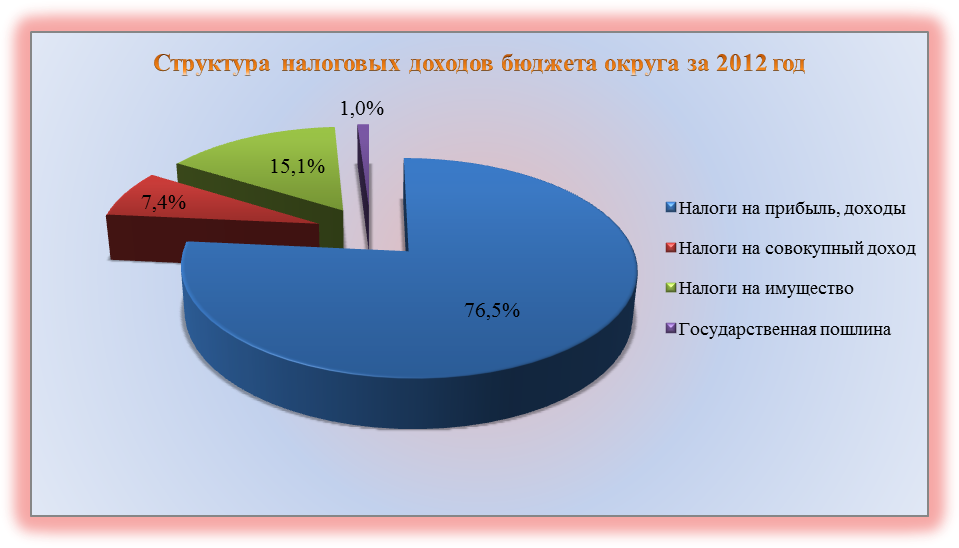 Структура налоговых доходов бюджета округа за 2012 год
1,0%
15,1%
7,4%
76,5%
Налоги на прибыль, доходы
Налоги на совокупный доход
Налоги на имущество
Государственная пошлина